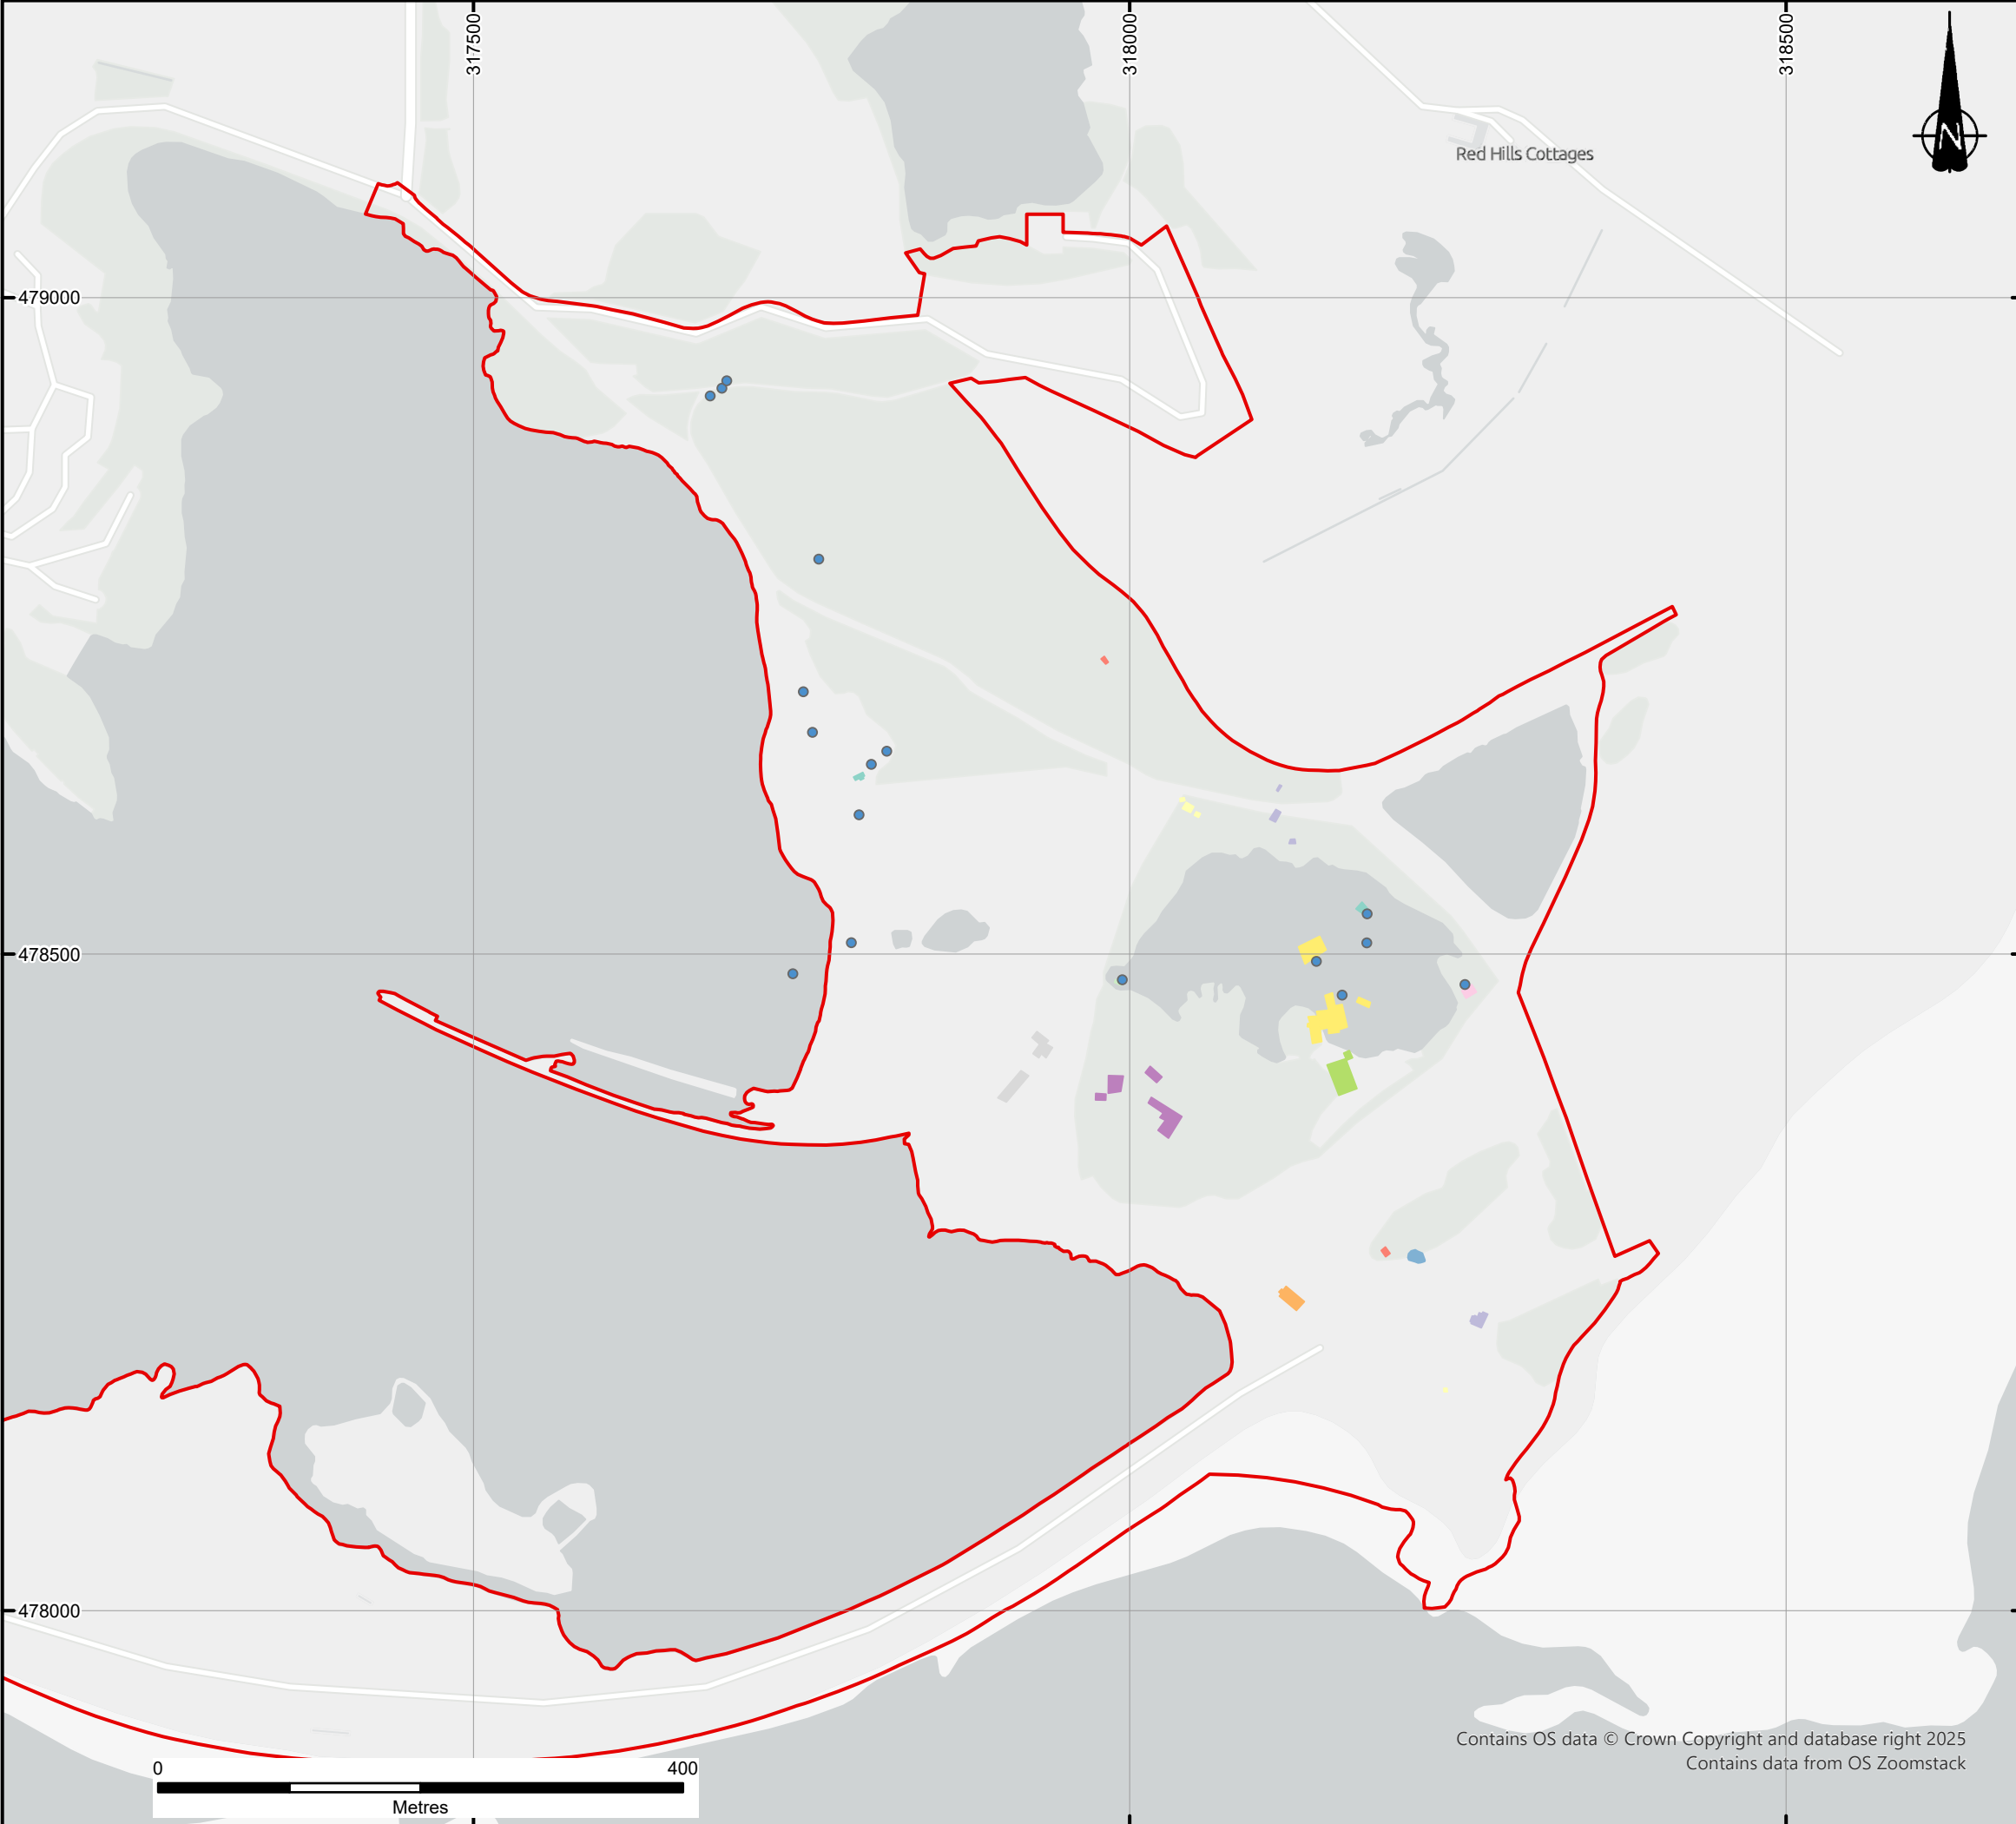 317500
318000
318500
N
Red Hills Cottages
479000
478500
478000
Contains OS data © Crown Copyright and database right 2025
Contains data from OS Zoomstack
0 400
Metres